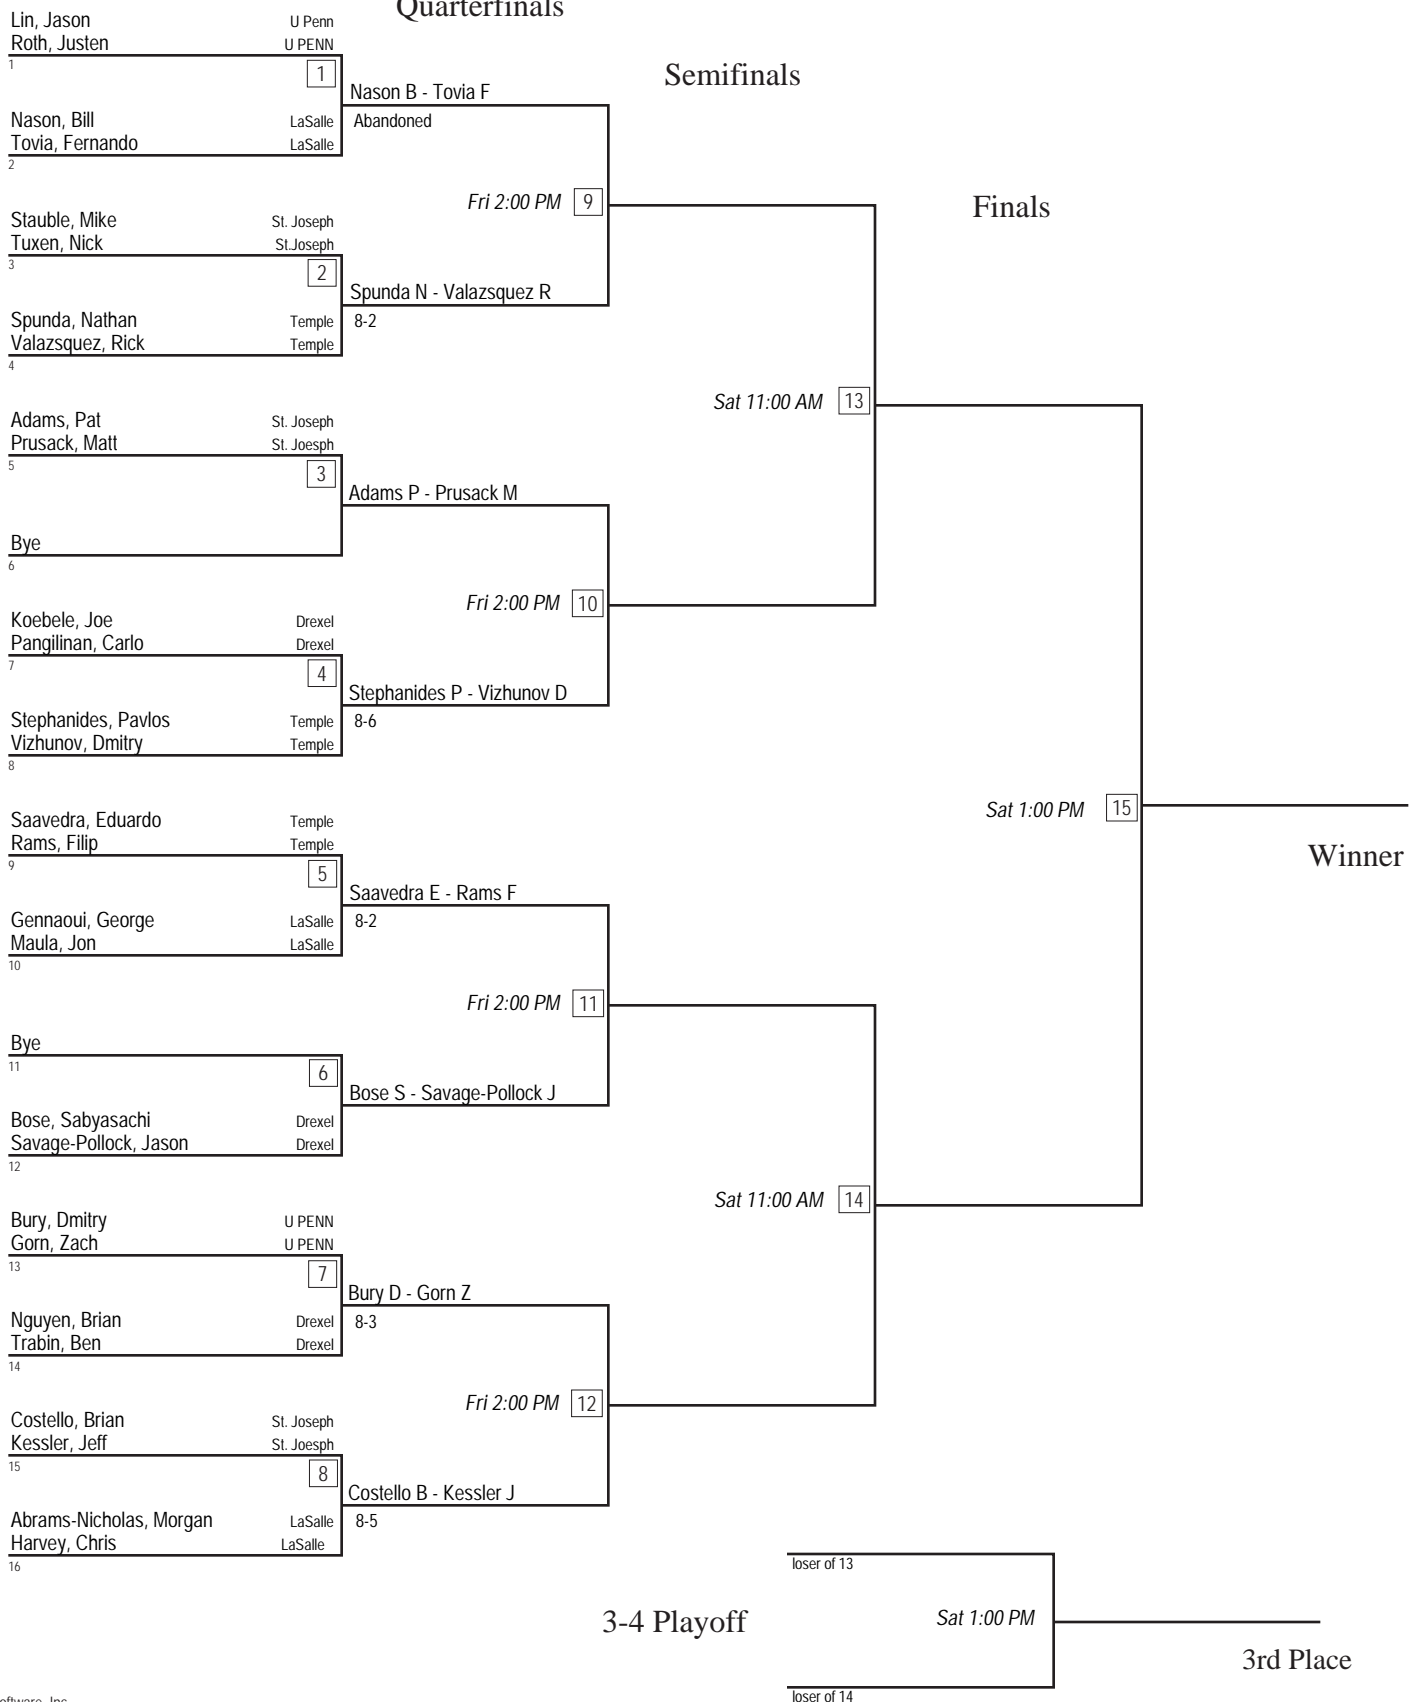 Quarterfinals
Lin, Jason U Penn
Roth, Justen U PENN
1
1
Semifinals
Nason B - Tovia F
Nason, Bill LaSalle
Abandoned
Tovia, Fernando LaSalle
2
Fri 2:00 PM 9
Finals
Stauble, Mike St. Joseph
Tuxen, Nick St.Joseph
3
2
Spunda N - Valazsquez R
Spunda, Nathan Temple
8-2
Valazsquez, Rick Temple
4
Sat 11:00 AM 13
Adams, Pat St. Joseph
Prusack, Matt St. Joesph
5
3
Adams P - Prusack M
Bye
6
Fri 2:00 PM 10
Koebele, Joe Drexel
Pangilinan, Carlo Drexel
7
4
Stephanides P - Vizhunov D
Stephanides, Pavlos Temple
8-6
Vizhunov, Dmitry Temple
8
Sat 1:00 PM 15
Winner
Saavedra, Eduardo Temple
Rams, Filip Temple
9
5
Saavedra E - Rams F
Gennaoui, George LaSalle
8-2
Maula, Jon LaSalle
10
Fri 2:00 PM 11
Bye
11
6
Bose S - Savage-Pollock J
Bose, Sabyasachi Drexel
Savage-Pollock, Jason Drexel
12
Sat 11:00 AM 14
Bury, Dmitry U PENN
Gorn, Zach U PENN
13
7
Bury D - Gorn Z
Nguyen, Brian Drexel
8-3
Trabin, Ben Drexel
14
Fri 2:00 PM 12
Costello, Brian St. Joseph
Kessler, Jeff St. Joesph
15
8
Costello B - Kessler J
Abrams-Nicholas, Morgan LaSalle
8-5
Harvey, Chris LaSalle
16
loser of 13
3-4 Playoff
Sat 1:00 PM
3rd Place
loser of 14
Inc